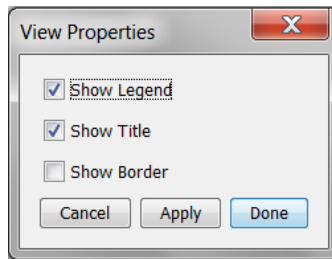 View Properties
Show Legend
Show Title
Show Border
Cancel Apply Done